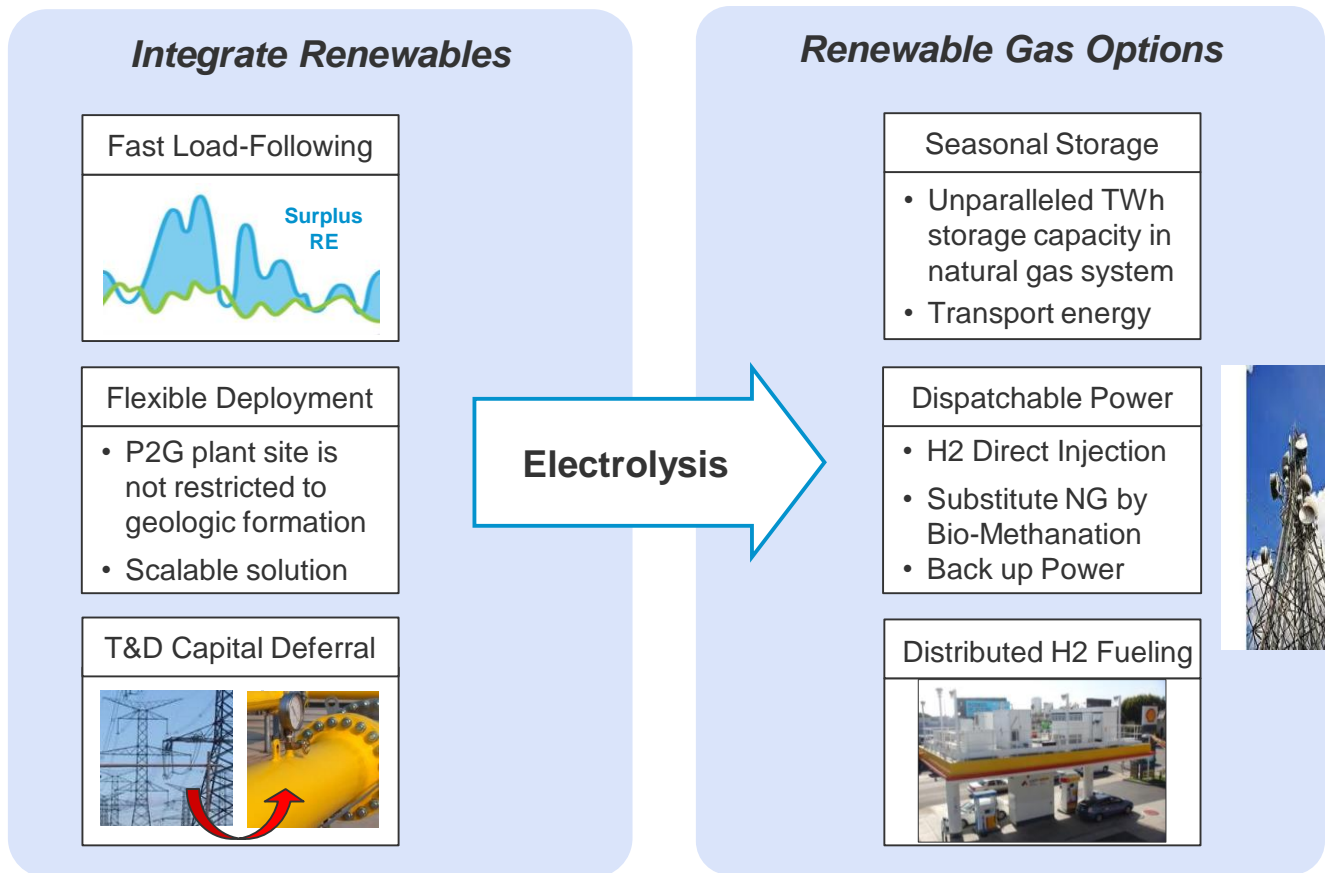 Integrate Renewables
Fast Load-Following
Surplus
RE
Flexible Deployment
• P2G plant site is
not restricted to
geologic formation
• Scalable solution
T&D Capital Deferral
Electrolysis
Renewable Gas Options
Seasonal Storage
• Unparalleled TWh
storage capacity in
natural gas system
• Transport energy
Dispatchable Power
• H2 Direct Injection
• Substitute NG by
Bio-Methanation
• Back up Power
Distributed H2 Fueling